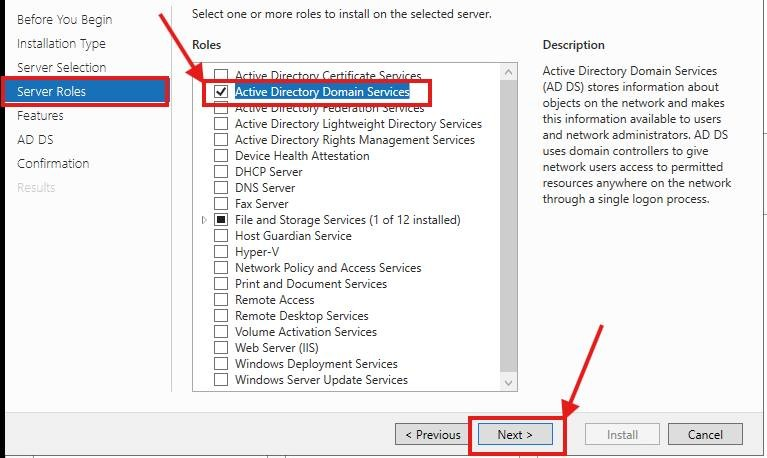 Before You Begin
Installation Type
Server Selection
Server Roles
Features
AD DS
Confirmation
Results
Select one or more roles to install on the selected server.
Roles
Active Directory Certificate Services
Active Directory Domain Services
Active Directory Federation Services
Active Directory Lightweight Directory Services
Active Directory Rights Management Services
Device Health Attestation
DHCP Server
DNS Server
Fax Server
File and Storage Services (1 of 12 installed)
Host Guardian Service
Hyper-V
Network Policy and Access Services
Print and Document Services
Remote Access
Remote Desktop Services
Volume Activation Services
Web Server (IIS)
Windows Deployment Services
Windows Server Update Services
Description
Active Directory Domain Services
(AD DS) stores information about
objects on the network and makes
this information available to users
and network administrators. AD DS
uses domain controllers to give
network users access to permitted
resources anywhere on the network
through a single logon process.
< Previous
Next >
Install
Cancel